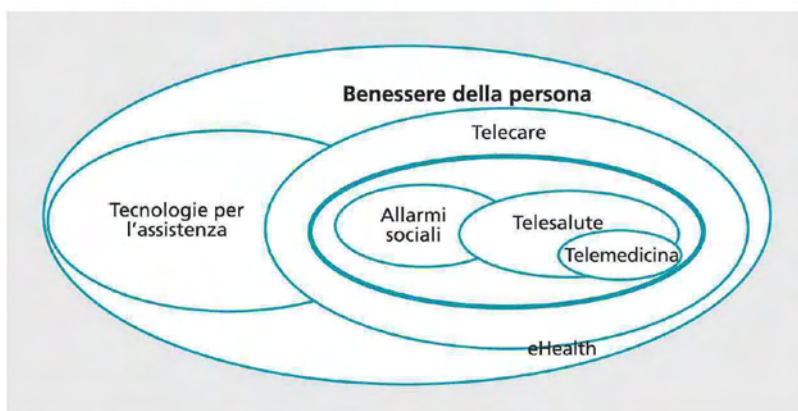 Benessere della persona
Telecare
Tecnologie per
l'assistenza
Allarmi
sociali
Telesalute
Telemedicina
eHealth